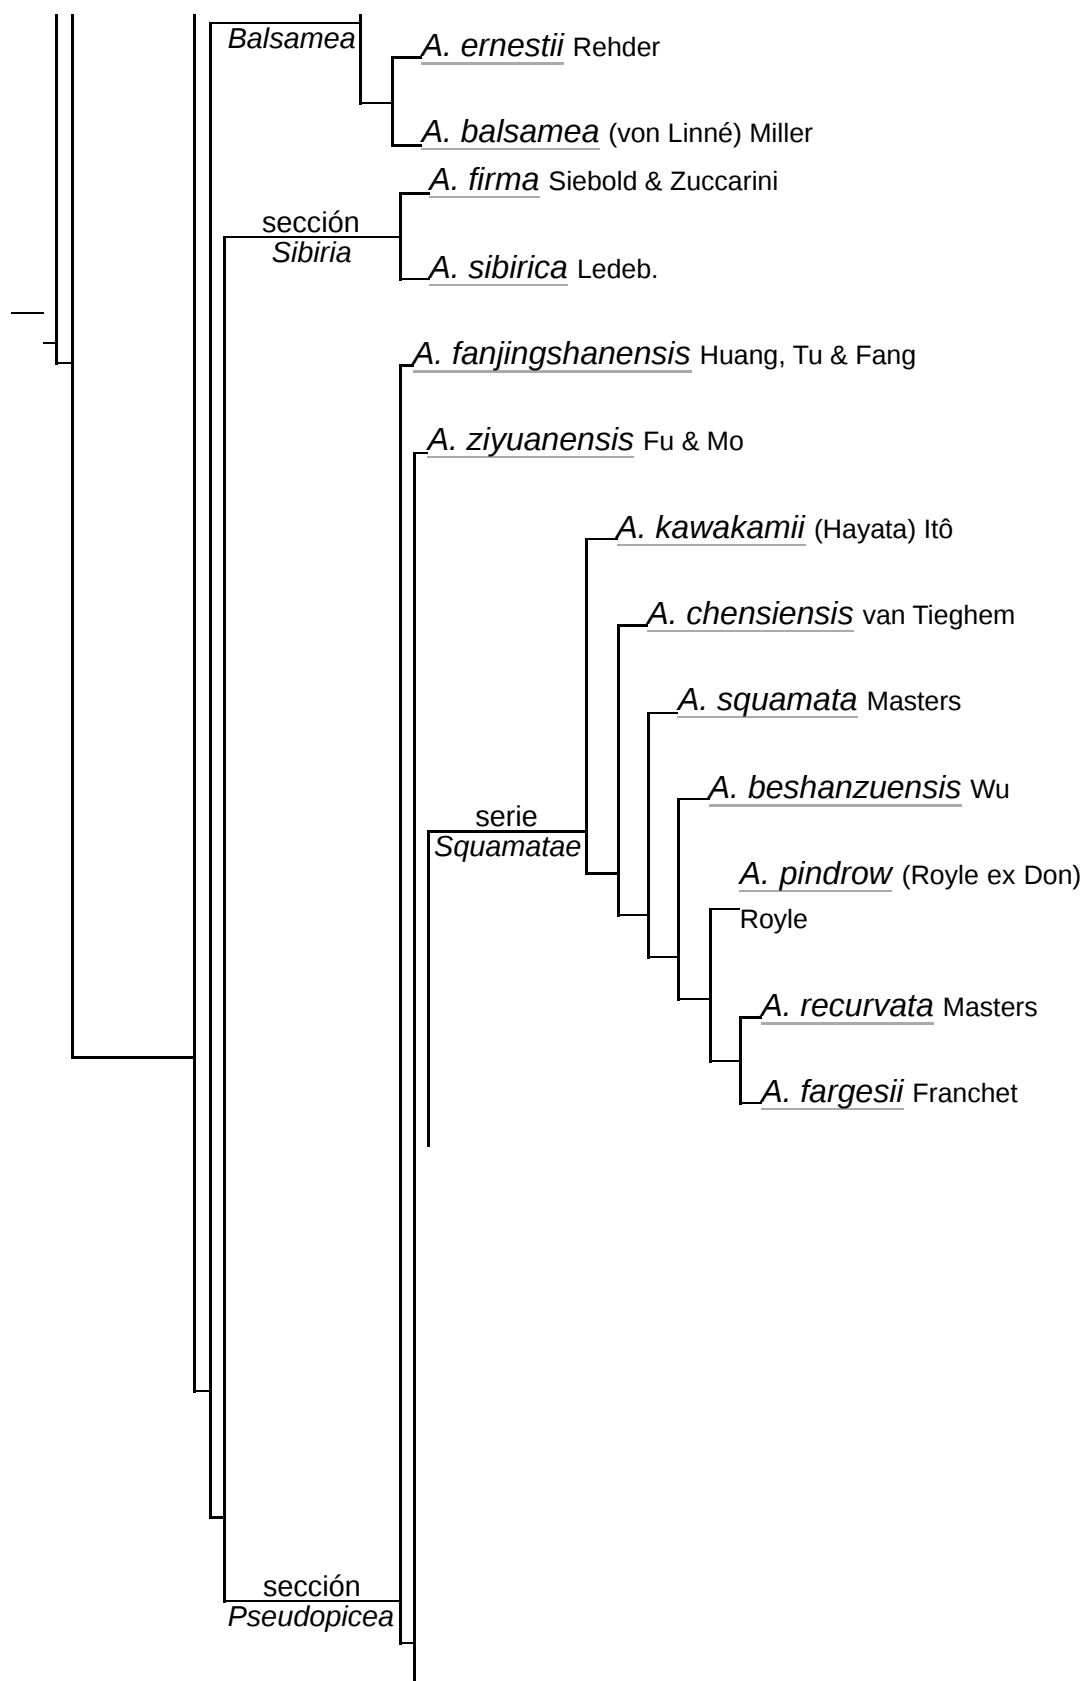 Balsamea
A. ernestii Rehder
A. balsamea (von Linné) Miller
A. firma Siebold & Zuccarini
sección
Sibiria
A. sibirica Ledeb.
A. fanjingshanensis Huang, Tu & Fang
A. ziyuanensis Fu & Mo
A. kawakamii (Hayata) Itô
A. chensiensis van Tieghem
A. squamata Masters
A. beshanzuensis Wu
serie
Squamatae
A. pindrow (Royle ex Don)
Royle
A. recurvata Masters
A. fargesii Franchet
sección
Pseudopicea